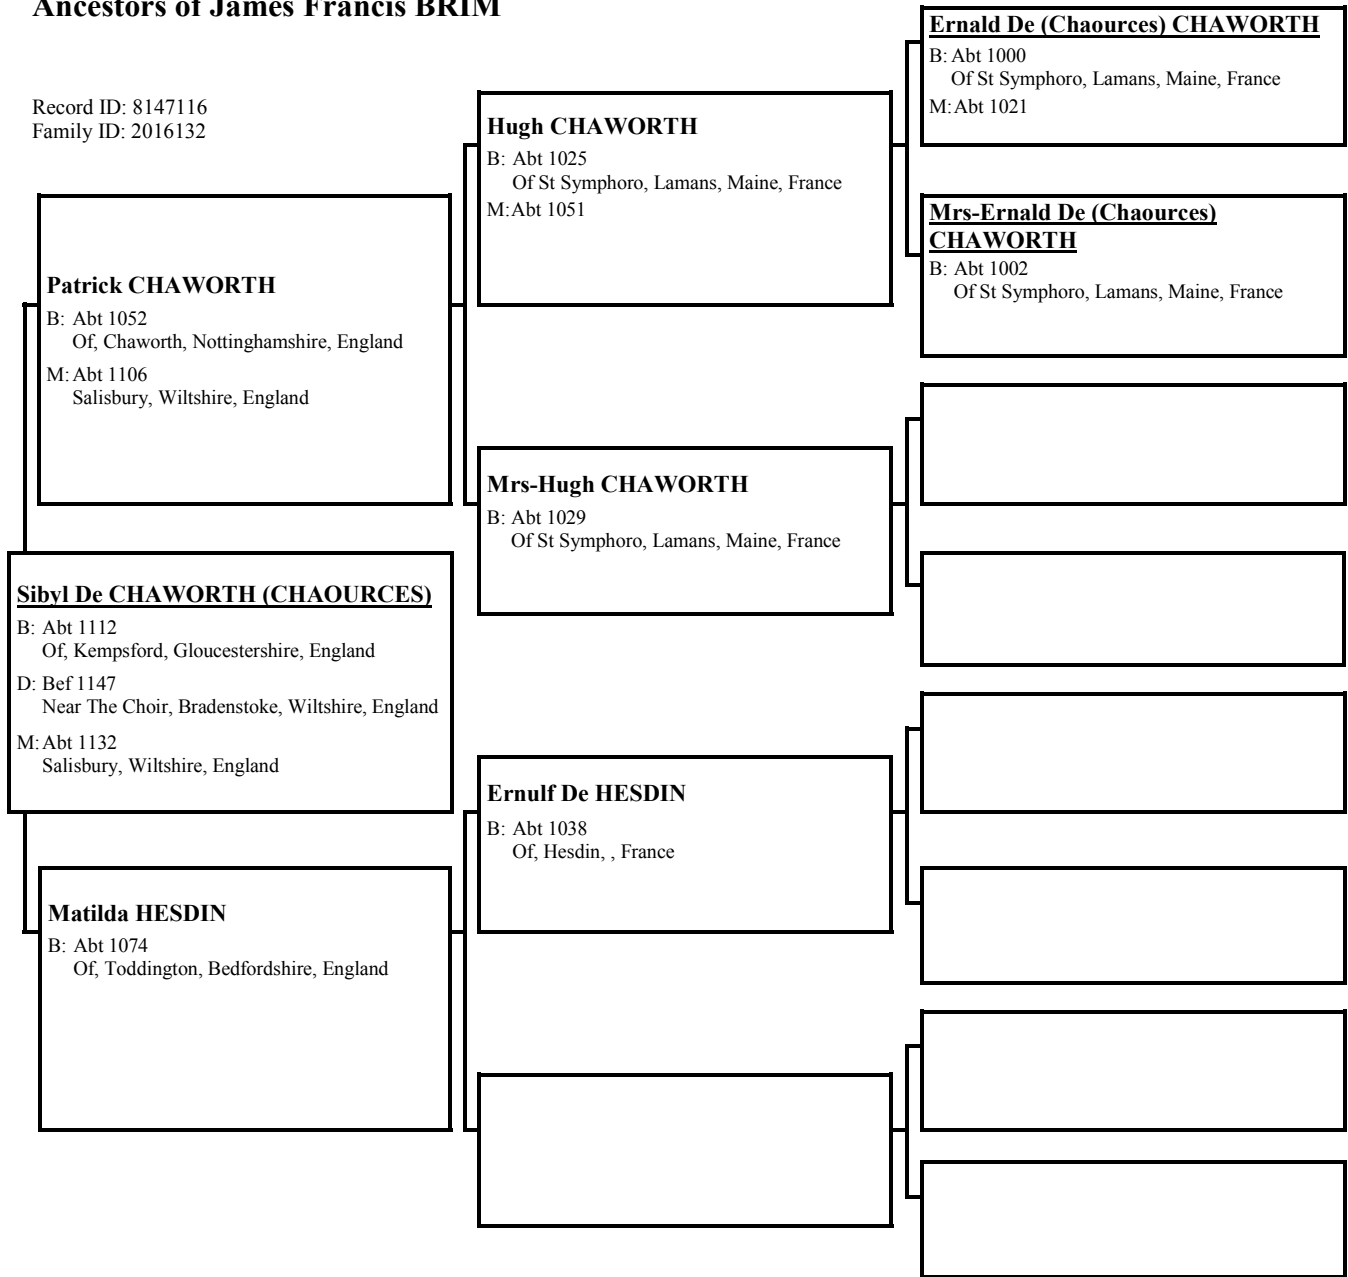 Ancestors of James Francis BRIM
Record ID: 8147116
Family ID: 2016132
Ernald De (Chaources) CHAWORTH
B: Abt 1000
Of St Symphoro, Lamans, Maine, France
M: Abt 1021
Hugh CHAWORTH
B: Abt 1025
Of St Symphoro, Lamans, Maine, France
M: Abt 1051
Mrs-Ernald De (Chaources)
CHAWORTH
B: Abt 1002
Of St Symphoro, Lamans, Maine, France
Patrick CHAWORTH
B: Abt 1052
Of, Chaworth, Nottinghamshire, England
M: Abt 1106
Salisbury, Wiltshire, England
Mrs-Hugh CHAWORTH
B: Abt 1029
Of St Symphoro, Lamans, Maine, France
Sibyl De CHAWORTH (CHAOURCES)
B: Abt 1112
Of, Kempsford, Gloucestershire, England
D: Bef 1147
Near The Choir, Bradenstoke, Wiltshire, England
M: Abt 1132
Salisbury, Wiltshire, England
Ernulf De HESDIN
B: Abt 1038
Of, Hesdin, , France
Matilda HESDIN
B: Abt 1074
Of, Toddington, Bedfordshire, England